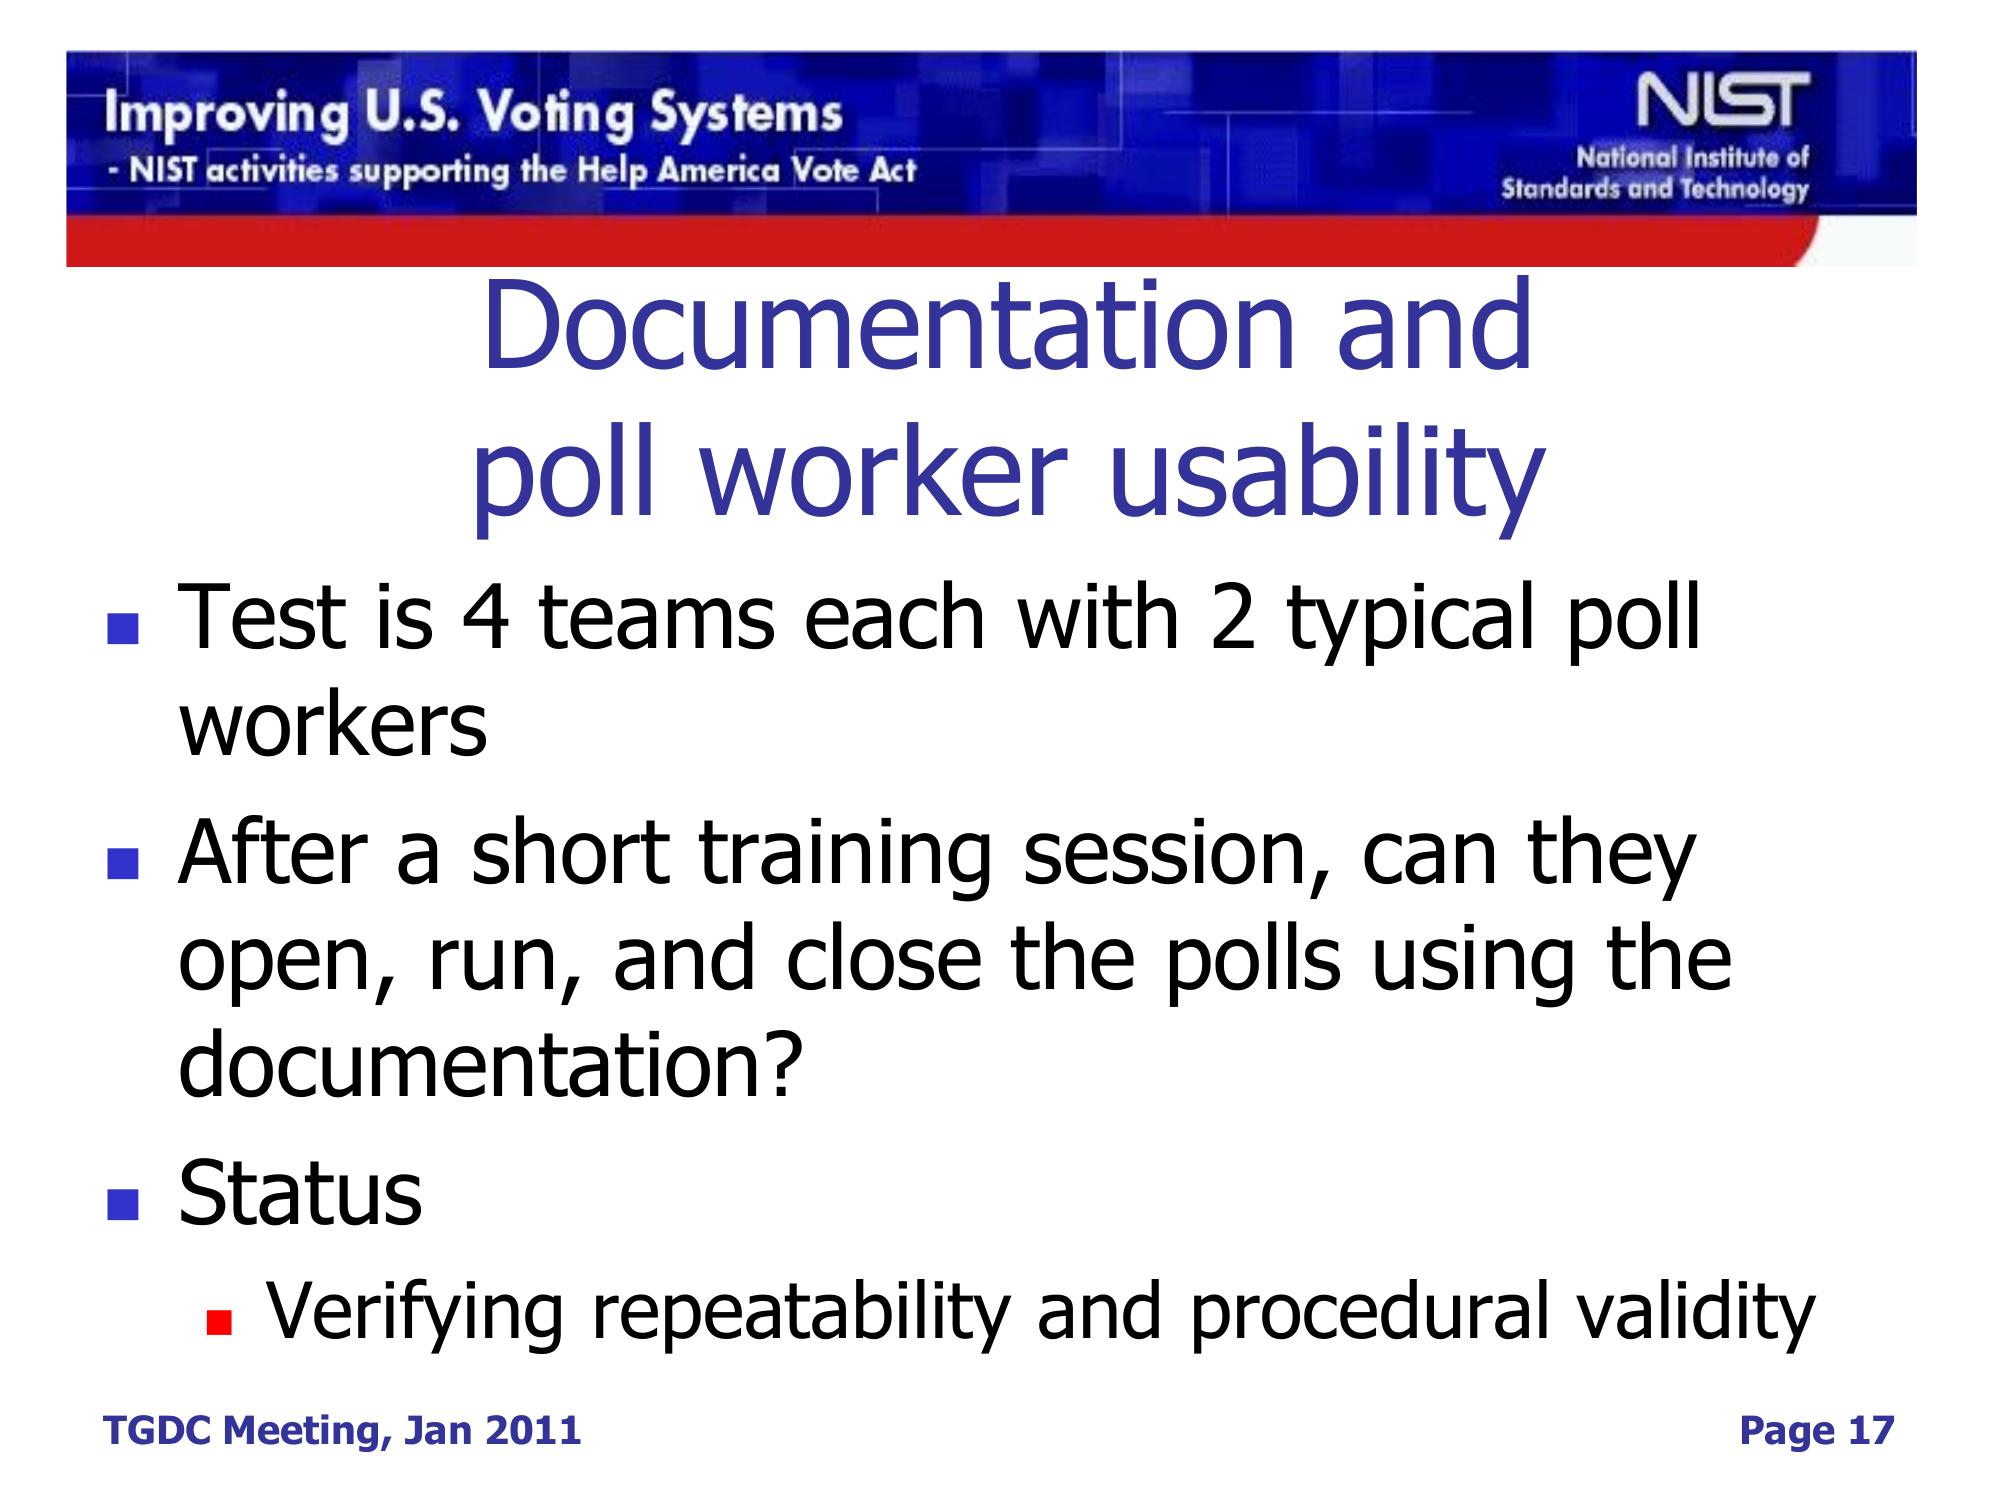 Improving U.S. Voting Systems
- NIST activities supporting the Help America Vote Act
NIST
National Institute of
Standards and Technology
Documentation and
poll worker usability
Test is 4 teams each with 2 typical poll
workers
After a short training session, can they
open, run, and close the polls using the
documentation?
Status
Verifying repeatability and procedural validity
TGDC Meeting, Jan 2011
Page 17